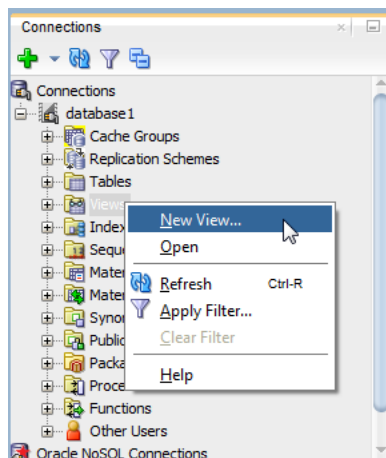 Connections
Connections
database1
Cache Groups
Replication Schemes
Tables
Views
New View...
Index
Open
Seque
Mater
Refresh Ctrl-R
Mater
Apply Filter...
Synor
Public
Clear Filter
Packa
Proce
Help
Functions
Other Users
Oracle NoSQL Connections